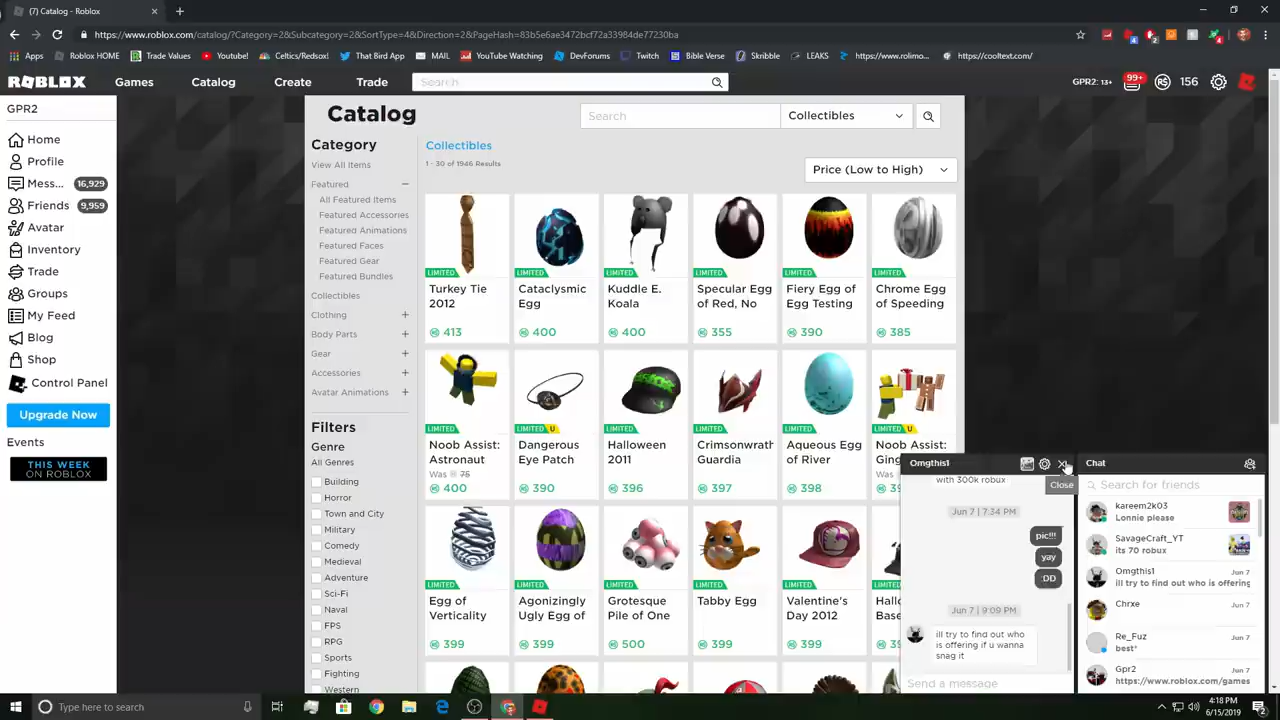 (7) Catalog - Roblox
https://www.roblox.com/catalog/?Category=2&Subcategory=2&SortType=4&Direction=2&PageHash=83b5e6ae3472bcf72a33984de77230ba
Apps
Roblox HOME
Trade Values
DevForum
Celtics/Redsox!
That Bird App
MAIL
YouTube Watching
DevForum
Twitch
Bible Verse
Skribble
LEAKS
https://www.rolimo...
https://cooltext.com/
ROBLOX
Games
Catalog
Create
Trade
Search
GPR2: 13+
99+
156
GPR2
Home
Profile
Mess... 16,929
Friends 9,959
Avatar
Inventory
Trade
Groups
My Feed
Blog
Shop
Control Panel
Upgrade Now
Events
THIS WEEK
ON ROBLOX
Catalog
Search
Collectibles
Category
View All Items
Featured
All Featured Items
Featured Accessories
Featured Animations
Featured Faces
Featured Gear
Featured Bundles
Collectibles
Clothing
Body Parts
Gear
Accessories
Avatar Animations
Filters
Genre
All Genres
Building
Horror
Town and City
Military
Comedy
Medieval
Adventure
Sci-Fi
Naval
FPS
RPG
Sports
Fighting
Western
Collectibles
1 - 30 of 1946 Results
Price (Low to High)
LIMITED
Turkey Tie
2012
413
LIMITED
Cataclysmic
Egg
400
LIMITED
Kuddle E.
Koala
400
LIMITED
Specular Egg
of Red, No
355
LIMITED
Fiery Egg of
Egg Testing
390
LIMITED
Chrome Egg
of Speeding
385
LIMITED
Noob Assist:
Astronaut
Was 75
400
LIMITED U
Dangerous
Eye Patch
390
LIMITED
Halloween
2011
396
LIMITED
Crimsonwrath
Guardia
397
LIMITED
Aqueous Egg
of River
398
LIMITED U
Noob Assist:
Ging
Was
39
LIMITED
Egg of
Verticality
399
LIMITED
Agonizingly
Ugly Egg of
399
LIMITED
Grotesque
Pile of One
500
LIMITED
Tabby Egg
399
LIMITED
Valentine's
Day 2012
399
LIMITED
Hall
Base
399
Omgthis1
Close
with 300k robux
Jun 7 | 7:34 PM
pic!!!
yay
:DD
Jun 7 | 9:09 PM
ill try to find out who
is offering if u wanna
snag it
Send a message
Chat
Search for friends
kareem2k03
Lonnie please
SavageCraft_YT
its 70 robux
Omgthis1 Jun 7
ill try to find out who is offering
Chrxe Jun 7
Re_Fuz Jun 7
best*
Gpr2 Jun 7
https://www.roblox.com/games
Type here to search
4:18 PM
6/15/2019
2